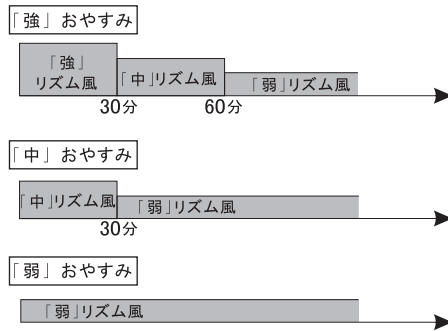 「強」おやすみ
「強」
リズム風
「中」リズム風
「弱」リズム風
30分
60分
「中」おやすみ
「中」リズム風
「弱」リズム風
30分
「弱」おやすみ
「弱」リズム風